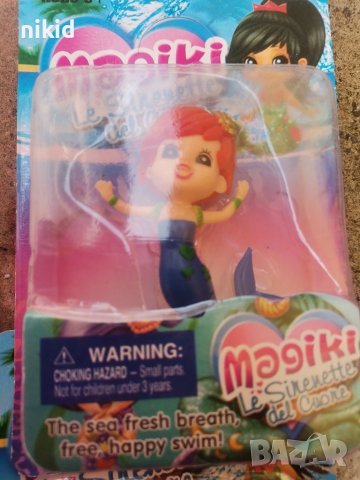 nikid
Magiki
Le Sirenette
del
WARNING:
CHOKING HAZARD – Small parts.
Not for children under 3 years.
Magiki
Le Sirenette
del Cuore
The sea fresh breath,
free, happy swim!
BAZAR